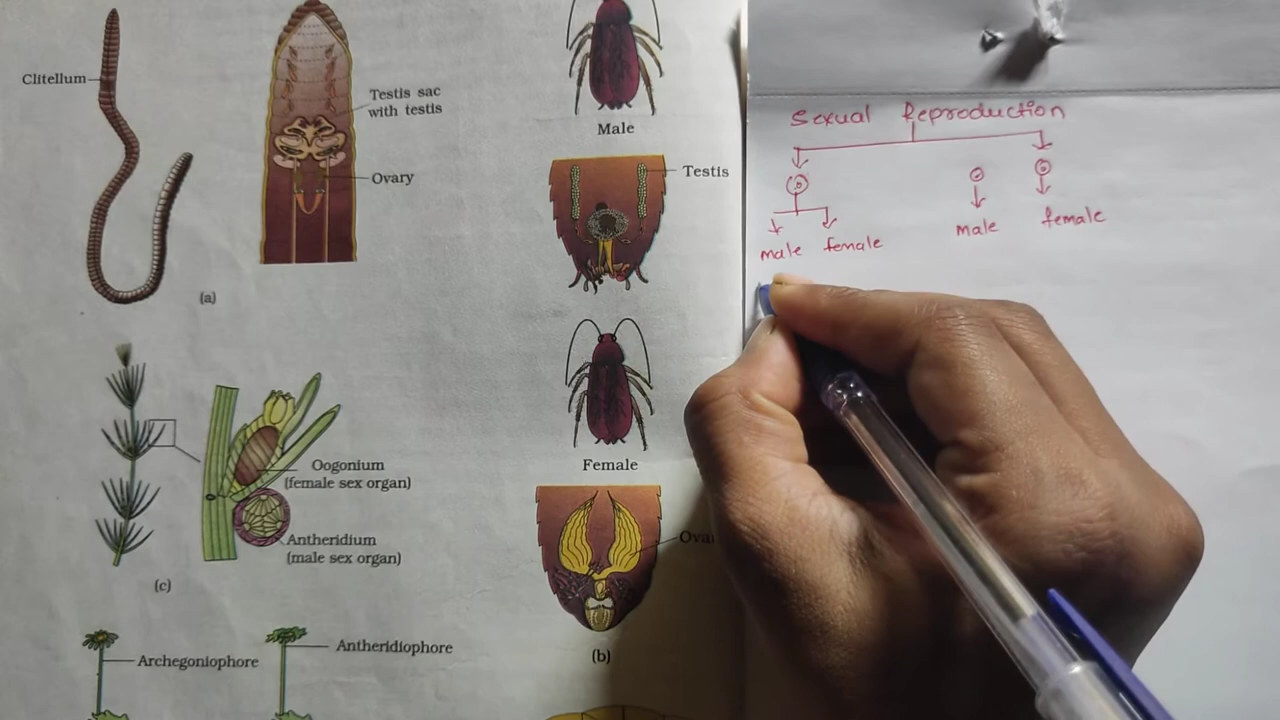 Clitellum
Testis sac
with testis
Ovary
(a)
Male
Testis
Female
(b)
Oogonium
(female sex organ)
Antheridium
(male sex organ)
(c)
Archegoniophore
Antheridiophore
Sexual Reproduction
male female
male female